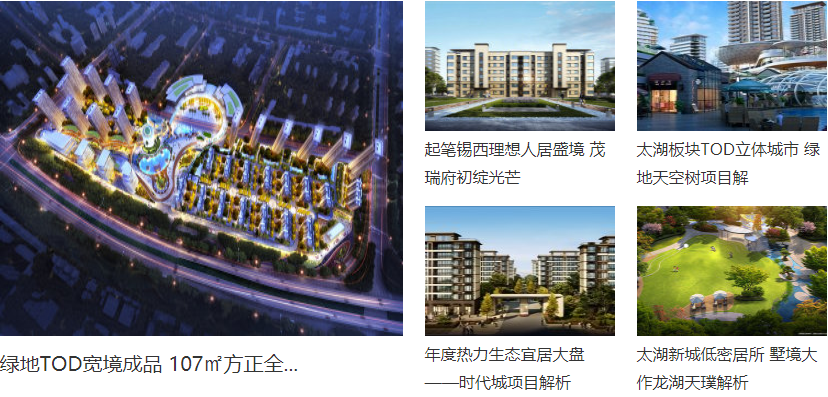 起笔锡西理想人居盛境 茂
瑞府初绽光芒
太湖板块TOD立体城市 绿
地天空树项目解
绿地TOD宽境成品 107㎡方正全...
年度热力生态宜居大盘
——时代城项目解析
太湖新城低密居所 墅境大
作龙湖天璞解析